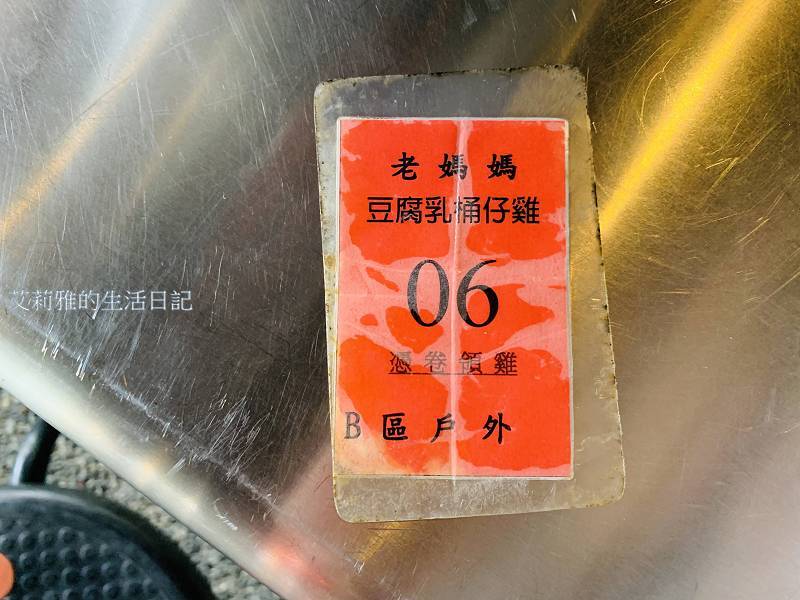 老媽媽
豆腐乳桶仔雞
06
憑卷領雞
B區戶外
艾莉雅的生活日記